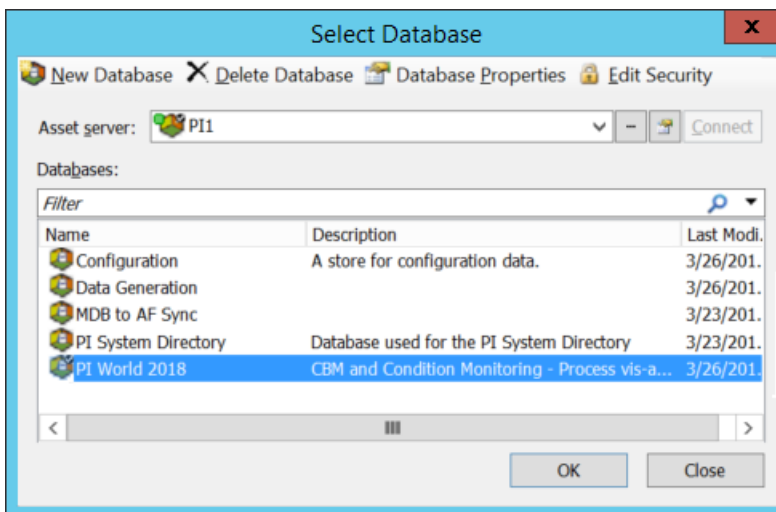 Select Database
New Database Delete Database Database Properties Edit Security
Asset server: PI1 Connect
Databases:
Filter
Name Description Last Modi.
Configuration A store for configuration data. 3/26/201.
Data Generation 3/26/201.
MDB to AF Sync 3/23/201.
PI System Directory Database used for the PI System Directory 3/23/201.
PI World 2018 CBM and Condition Monitoring - Process vis-a... 3/26/201.
OK Close